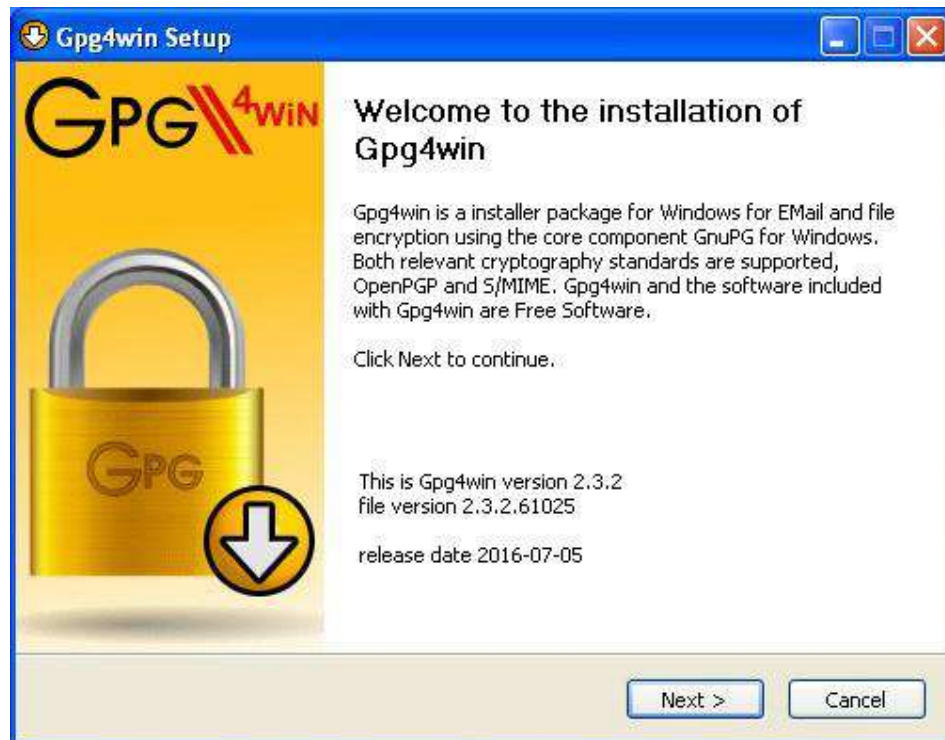 Gpg4win Setup
GPG4WIN
Welcome to the installation of
Gpg4win
Gpg4win is a installer package for Windows for EMail and file
encryption using the core component GnuPG for Windows.
Both relevant cryptography standards are supported,
OpenPGP and S/MIME. Gpg4win and the software included
with Gpg4win are Free Software.
Click Next to continue.
GPG
This is Gpg4win version 2.3.2
file version 2.3.2.61025
release date 2016-07-05
Next >
Cancel